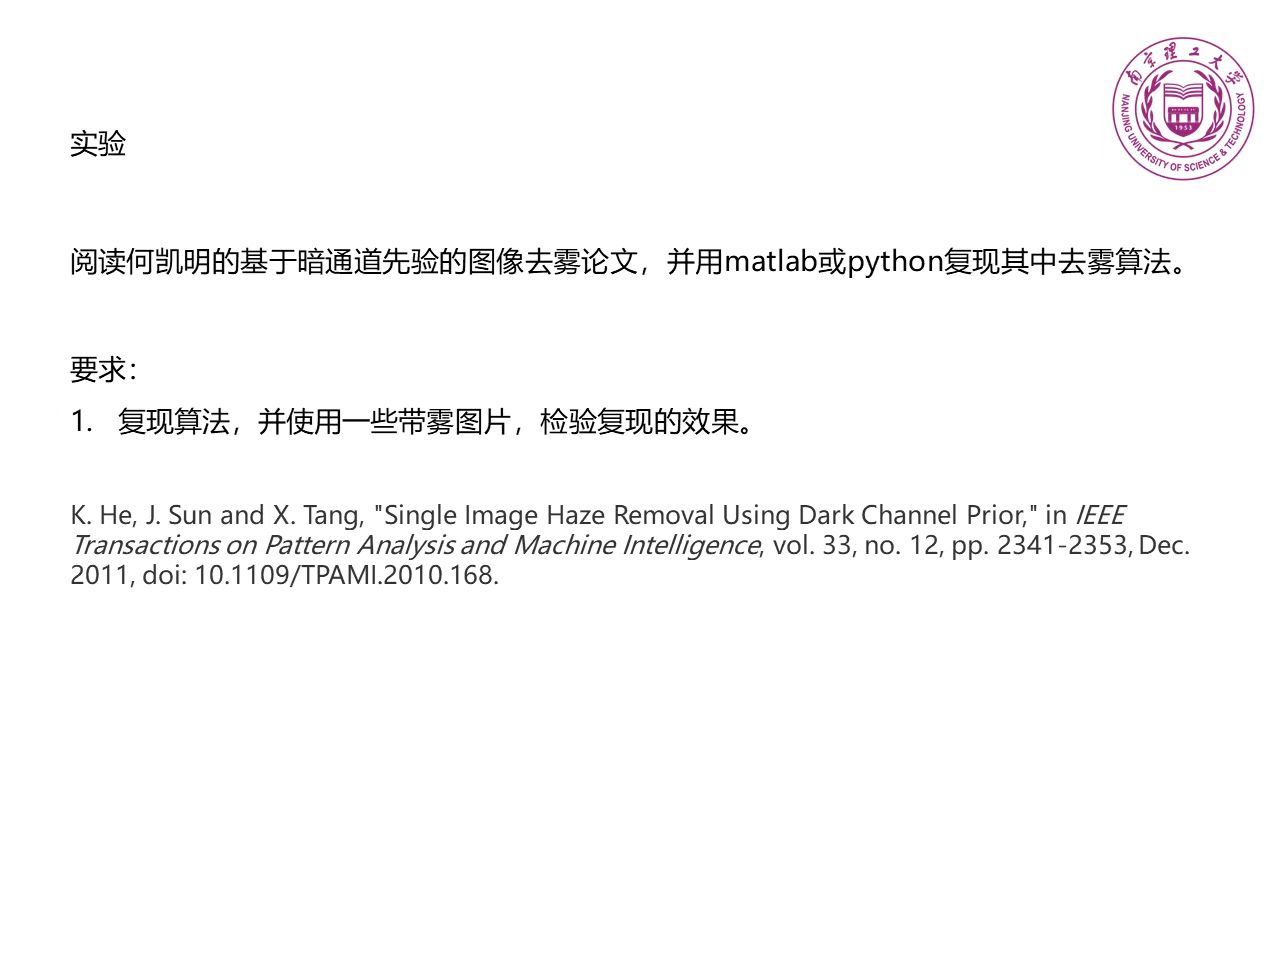 南京理工大学
NANJING UNIVERSITY OF SCIENCE & TECHNOLOGY
1953
实验
阅读何凯明的基于暗通道先验的图像去雾论文，并用matlab或python复现其中去雾算法。
要求：
1. 复现算法，并使用一些带雾图片，检验复现的效果。
K. He, J. Sun and X. Tang, "Single Image Haze Removal Using Dark Channel Prior," in IEEE
Transactions on Pattern Analysis and Machine Intelligence, vol. 33, no. 12, pp. 2341-2353, Dec.
2011, doi: 10.1109/TPAMI.2010.168.